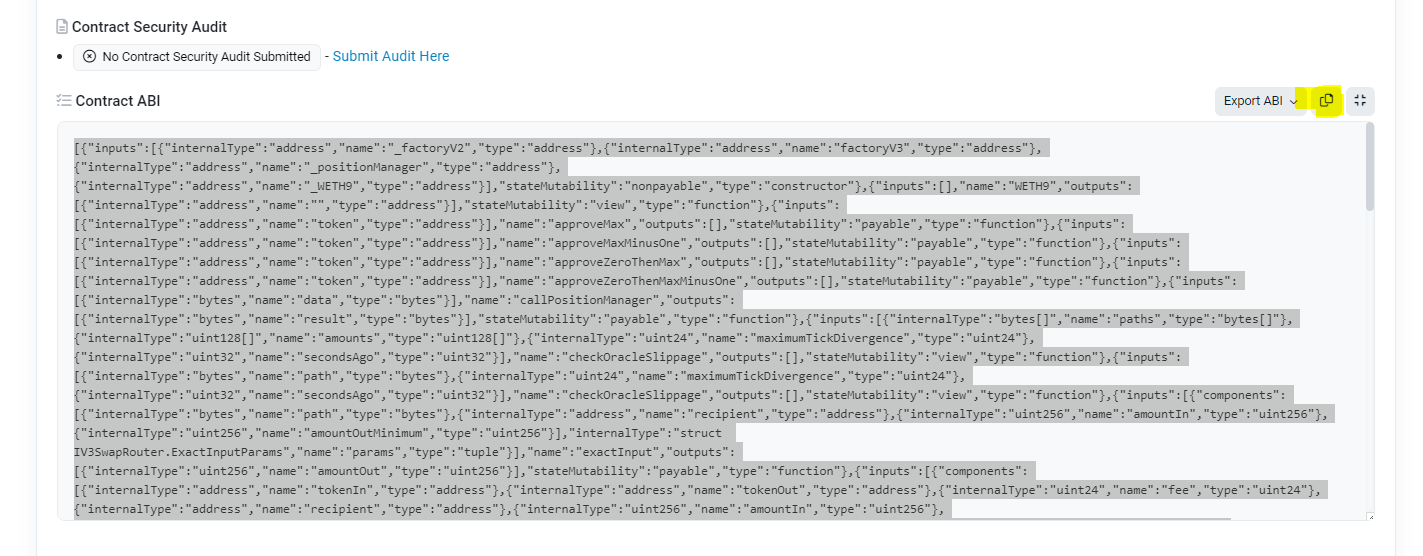 Contract Security Audit
No Contract Security Audit Submitted - Submit Audit Here
Contract ABI
Export ABI
[{"inputs":[{"internalType":"address","name":"_factoryV2","type":"address"},{"internalType":"address","name":"factoryV3","type":"address"},
{"internalType":"address","name":"_positionManager","type":"address"},
{"internalType":"address","name":"_WETH9","type":"address"}],"stateMutability":"nonpayable","type":"constructor"},{"inputs":[],"name":"WETH9","outputs":
[{"internalType":"address","name":"","type":"address"}],"stateMutability":"view","type":"function"},{"inputs":
[{"internalType":"address","name":"token","type":"address"}],"name":"approveMax","outputs":[],"stateMutability":"payable","type":"function"},{"inputs":
[{"internalType":"address","name":"token","type":"address"}],"name":"approveMaxMinusOne","outputs":[],"stateMutability":"payable","type":"function"},{"inputs":
[{"internalType":"address","name":"token","type":"address"}],"name":"approveZeroThenMax","outputs":[],"stateMutability":"payable","type":"function"},{"inputs":
[{"internalType":"address","name":"token","type":"address"}],"name":"approveZeroThenMaxMinusOne","outputs":[],"stateMutability":"payable","type":"function"},{"inputs":
[{"internalType":"bytes","name":"data","type":"bytes"}],"name":"callPositionManager","outputs":
[{"internalType":"bytes","name":"result","type":"bytes"}],"stateMutability":"payable","type":"function"},{"inputs":[{"internalType":"bytes[]","name":"paths","type":"bytes[]"},
{"internalType":"uint128[]","name":"amounts","type":"uint128[]"},{"internalType":"uint24","name":"maximumTickDivergence","type":"uint24"},
{"internalType":"uint32","name":"secondsAgo","type":"uint32"}],"name":"checkOracleSlippage","outputs":[],"stateMutability":"view","type":"function"},{"inputs":
[{"internalType":"bytes","name":"path","type":"bytes"},{"internalType":"uint24","name":"maximumTickDivergence","type":"uint24"},
{"internalType":"uint32","name":"secondsAgo","type":"uint32"}],"name":"checkOracleSlippage","outputs":[],"stateMutability":"view","type":"function"},{"inputs":[{"components":
[{"internalType":"bytes","name":"path","type":"bytes"},{"internalType":"address","name":"recipient","type":"address"},{"internalType":"uint256","name":"amountIn","type":"uint256"},
{"internalType":"uint256","name":"amountOutMinimum","type":"uint256"}],"internalType":"struct
IV3SwapRouter.ExactInputParams","name":"params","type":"tuple"}],"name":"exactInput","outputs":
[{"internalType":"uint256","name":"amountOut","type":"uint256"}],"stateMutability":"payable","type":"function"},{"inputs":[{"components":
[{"internalType":"address","name":"tokenIn","type":"address"},{"internalType":"address","name":"tokenOut","type":"address"},{"internalType":"uint24","name":"fee","type":"uint24"},
{"internalType":"address","name":"recipient","type":"address"},{"internalType":"uint256","name":"amountIn","type":"uint256"},